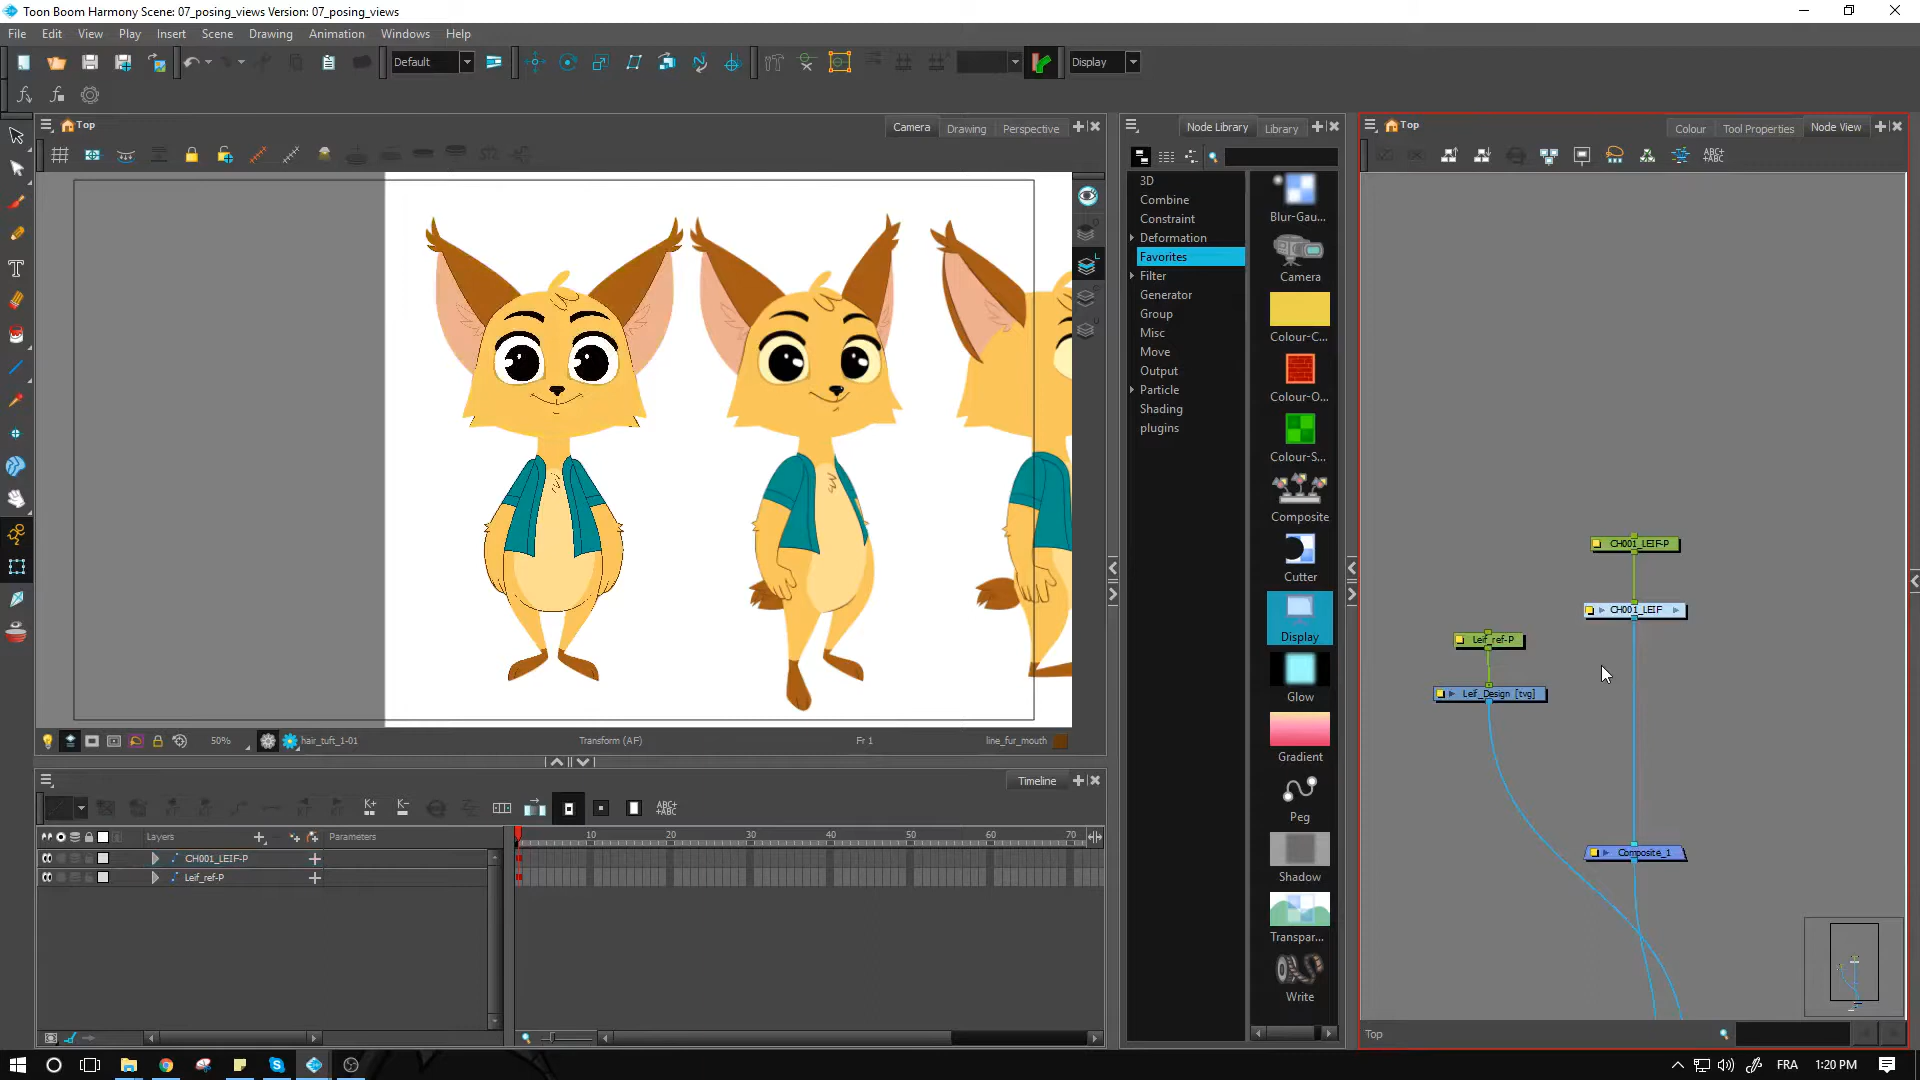 Toon Boom Harmony Scene: 07_posing_views Version: 07_posing_views
File Edit View Play Insert Scene Drawing Animation Windows Help
Default
Display
Top
Camera Drawing Perspective
Node Library Library
Top
Colour Tool Properties Node View
3D
Combine
Constraint
Deformation
Favorites
Filter
Generator
Group
Misc
Move
Output
Particle
Shading
plugins
Blur-Gau...
Camera
Colour-C...
Colour-O...
Colour-S...
Composite
Cutter
Display
Glow
Gradient
Peg
Shadow
Transpar...
Write
CH001_LEIF-P
CH001_LEIF
Leif_ref-P
Leif_Design [tvg]
Composite_1
Top
50%
hair_tuft_1-01
Transform (AF)
Fr 1
line_fur_mouth
Timeline
K+ K- ABC +ABC
Layers
Parameters
10 20 30 40 50 60 70
CH001_LEIF-P
Leif_ref-P
FRA 1:20 PM